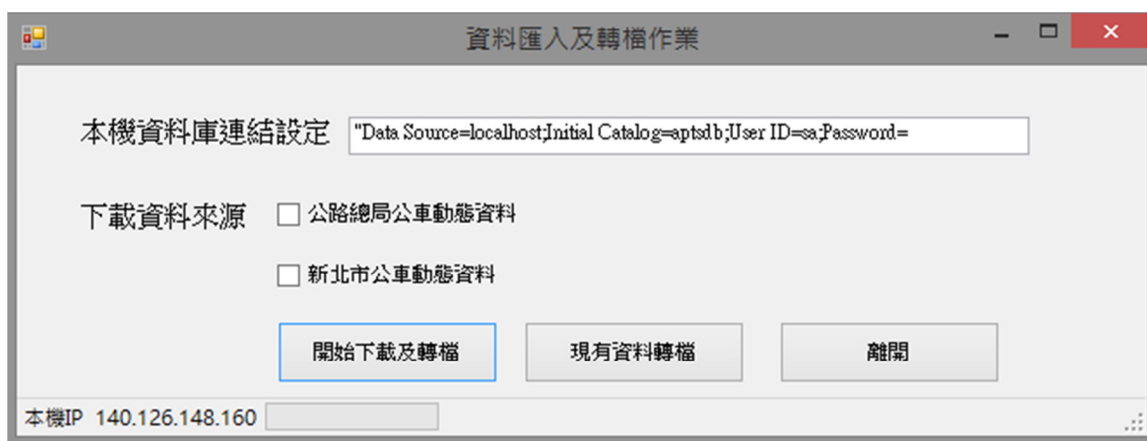 資料匯入及轉檔作業
本機資料庫連結設定 "Data Source=localhost;Initial Catalog=aptsdb;User ID=sa;Password=
下載資料來源 公路總局公車動態資料
新北市公車動態資料
開始下載及轉檔 現有資料轉檔 離開
本機IP 140.126.148.160